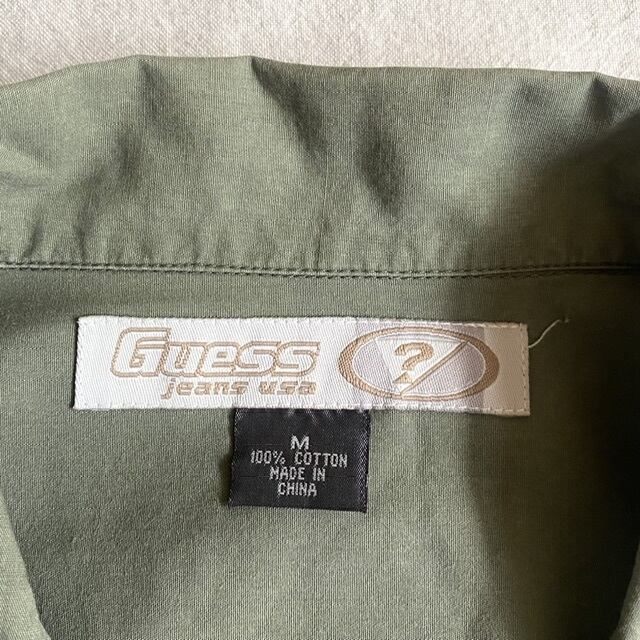 Guess
jeans usa
?
M
100% COTTON
MADE IN
CHINA